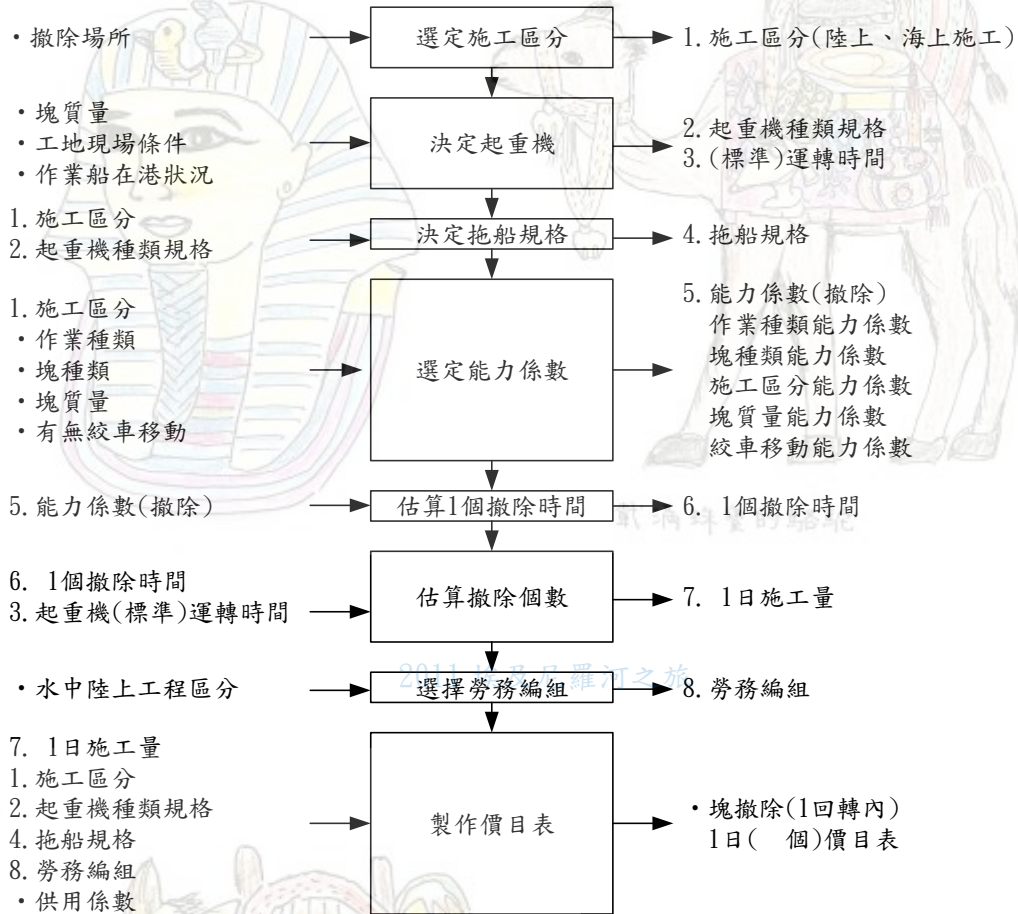 ・撤除場所
選定施工區分
1.施工區分(陸上、海上施工)
・塊質量
・工地現場條件
・作業船在港狀況
決定起重機
2.起重機種類規格
3.(標準)運轉時間
1.施工區分
2.起重機種類規格
決定拖船規格
4.拖船規格
1.施工區分
・作業種類
・塊種類
・塊質量
・有無絞車移動
選定能力係數
5.能力係數(撤除)
作業種類能力係數
塊種類能力係數
施工區分能力係數
塊質量能力係數
絞車移動能力係數
5.能力係數(撤除)
估算1個撤除時間
6. 1個撤除時間
6. 1個撤除時間
3.起重機(標準)運轉時間
估算撤除個數
7. 1日施工量
2011 埃及尼羅河之旅
・水中陸上工程區分
選擇勞務編組
8.勞務編組
7. 1日施工量
1.施工區分
2.起重機種類規格
4.拖船規格
8.勞務編組
・供用係數
製作價目表
・塊撤除(1回轉內)
1日(　個)價目表